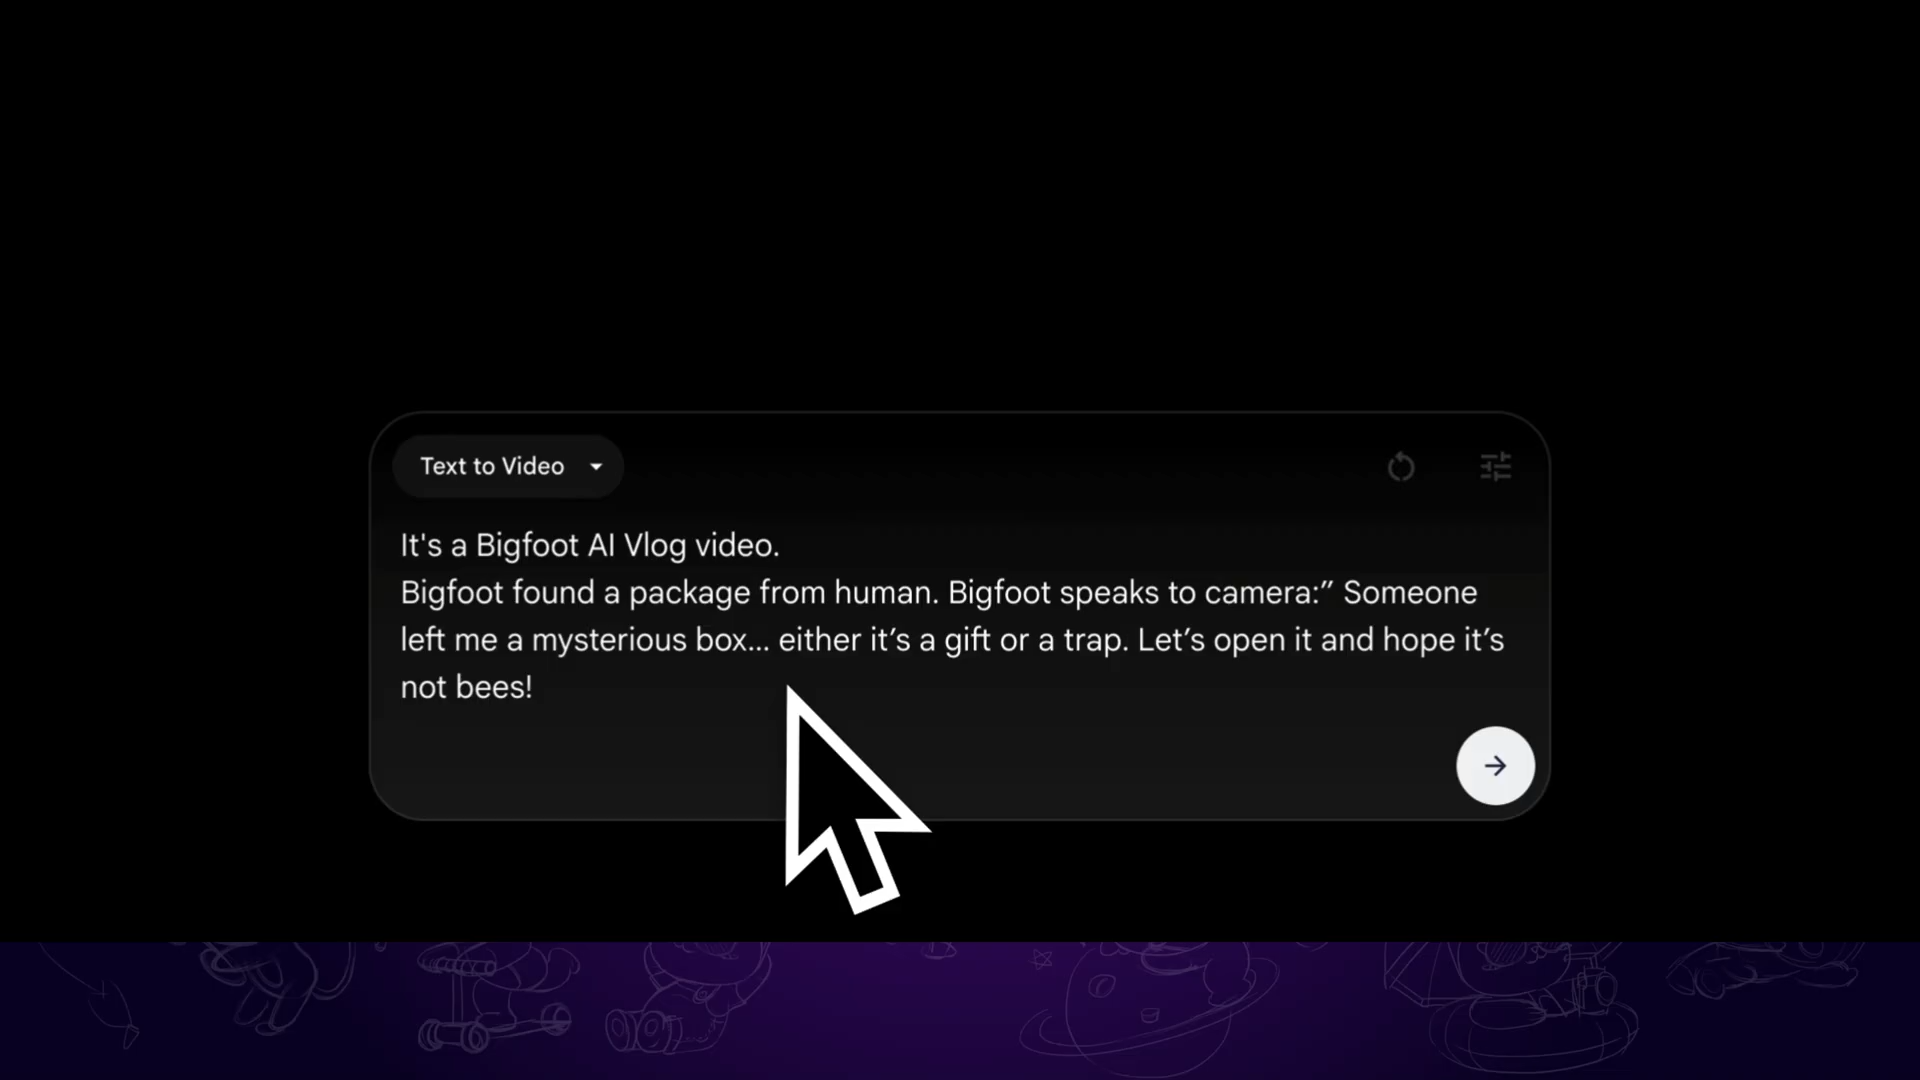 Text to Video
It's a Bigfoot AI Vlog video.
Bigfoot found a package from human. Bigfoot speaks to camera:” Someone
left me a mysterious box... either it’s a gift or a trap. Let’s open it and hope it’s
not bees!